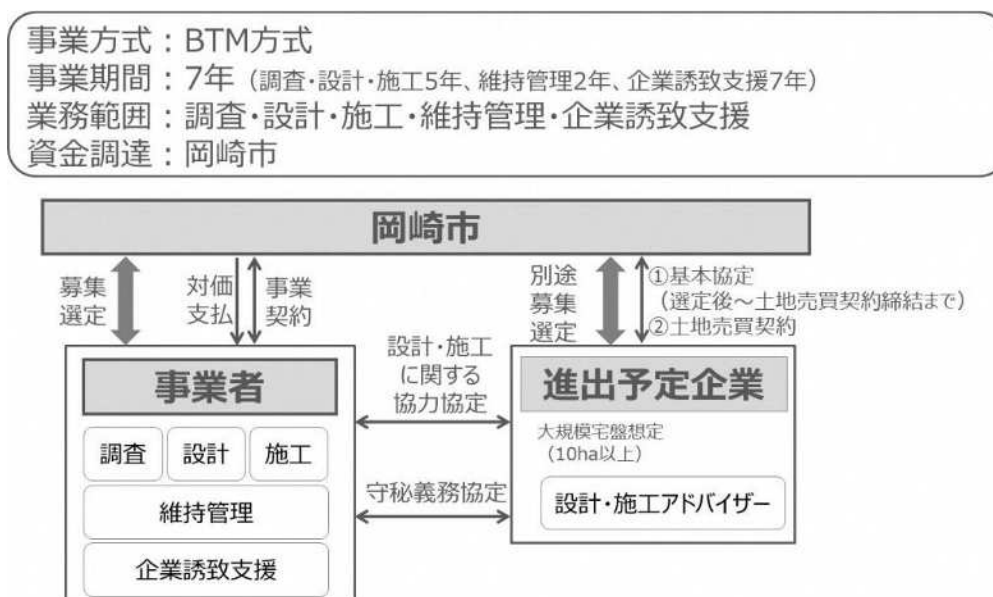 事業方式：BTM方式
事業期間：7年（調査・設計・施工5年、維持管理2年、企業誘致支援7年）
業務範囲：調査・設計・施工・維持管理・企業誘致支援
資金調達：岡崎市
岡崎市
募集
選定
対価
支払
事業
契約
別途
募集
選定
①基本協定
（選定後～土地売買契約締結まで）
②土地売買契約
事業者
調査
設計
施工
維持管理
企業誘致支援
設計・施工
に関する
協力協定
守秘義務協定
進出予定企業
大規模宅盤想定
（10ha以上）
設計・施工アドバイザー